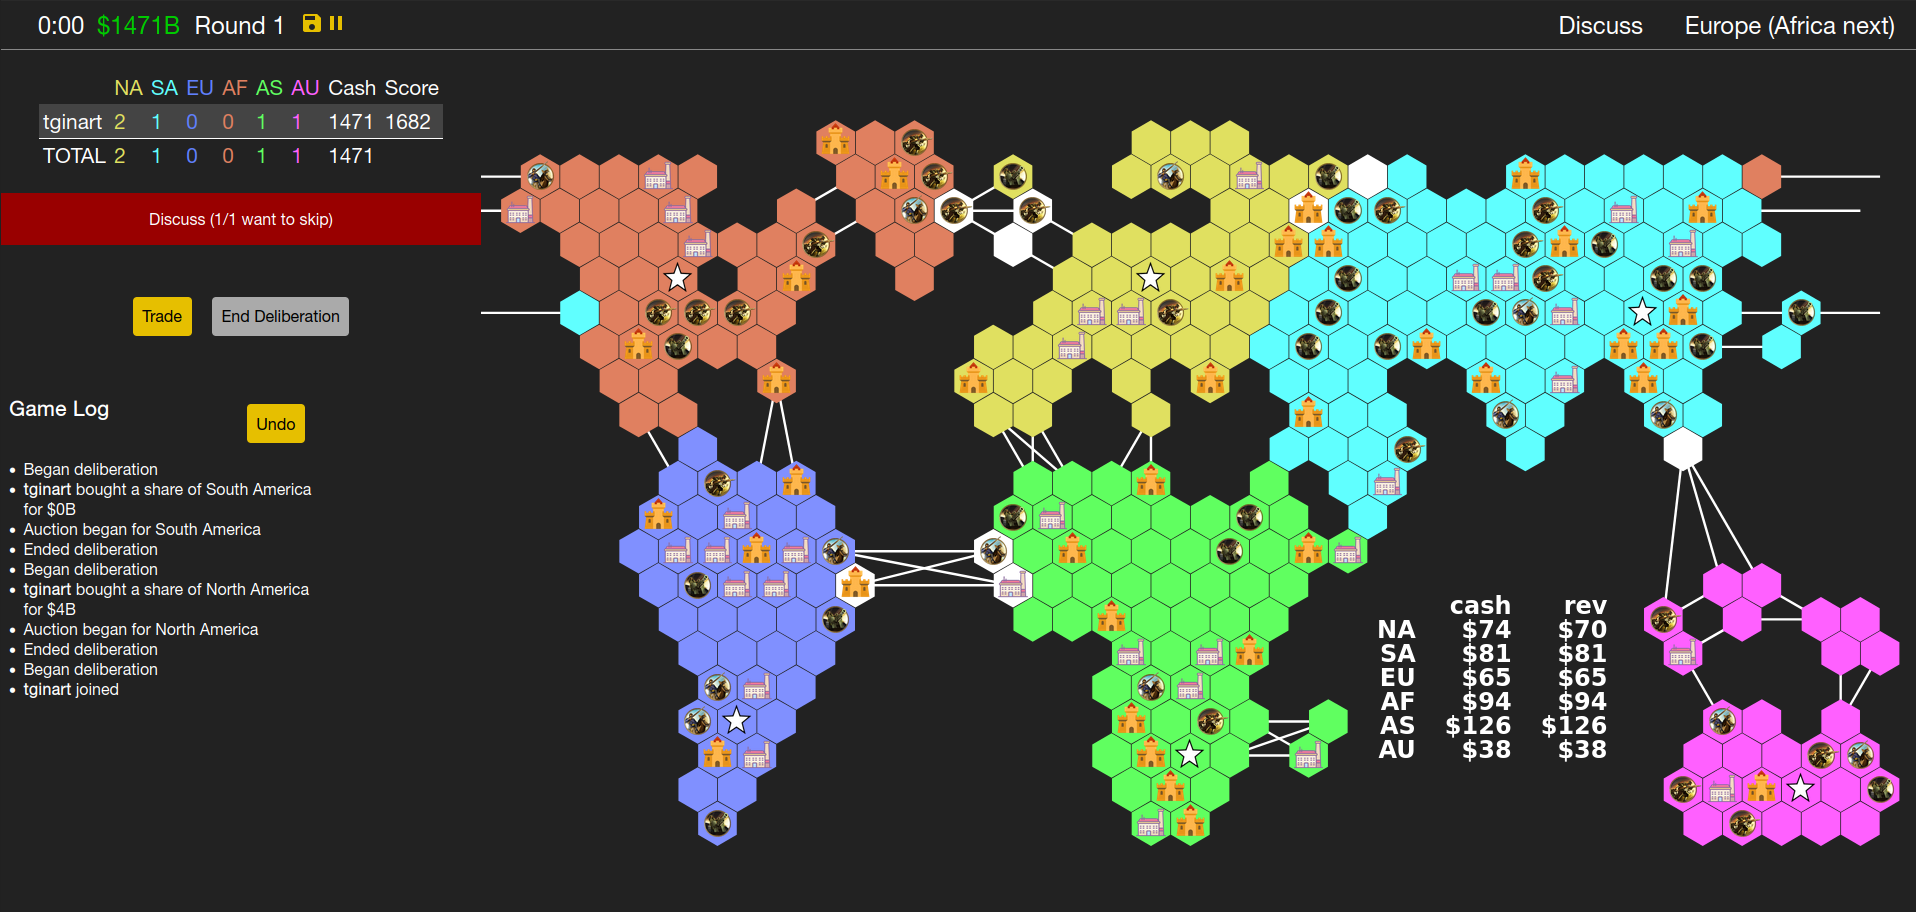 0:00 $1471B Round 1
Discuss Europe (Africa next)
NA SA EU AF AS AU Cash Score
tginart 2 1 0 0 1 1 1471 1682
TOTAL 2 1 0 0 1 1 1471
Discuss (1/1 want to skip)
Trade End Deliberation
Game Log
Undo
Began deliberation
tginart bought a share of South America
for $0B
Auction began for South America
Ended deliberation
Began deliberation
tginart bought a share of North America
for $4B
Auction began for North America
Ended deliberation
Began deliberation
tginart joined
cash rev
NA $74 $70
SA $81 $81
EU $65 $65
AF $94 $94
AS $126 $126
AU $38 $38